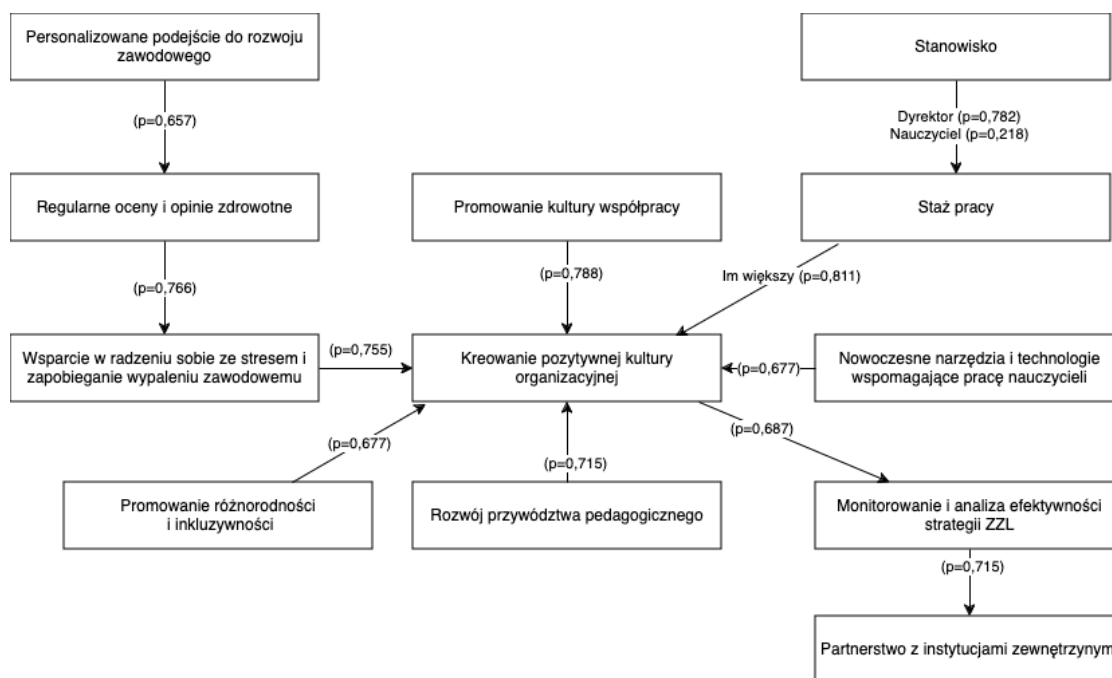 Personalizowane podejście do rozwoju
zawodowego
Stanowisko
(p=0,657)
Dyrektor (p=0,782)
Nauczyciel (p=0,218)
Regularne oceny i opinie zdrowotne
Promowanie kultury współpracy
Staż pracy
(p=0,766)
(p=0,788)
Im większy (p=0,811)
Wsparcie w radzeniu sobie ze stresem i
zapobieganie wypaleniu zawodowemu
(p=0,755)
Kreowanie pozytywnej kultury
organizacyjnej
(p=0,677)
Nowoczesne narzędzia i technologie
wspomagające pracę nauczycieli
(p=0,677)
(p=0,715)
(p=0,687)
Promowanie różnorodności
i inkluzywności
Rozwój przywództwa pedagogicznego
Monitorowanie i analiza efektywności
strategii ZZL
(p=0,715)
Partnerstwo z instytucjami zewnętrzynym